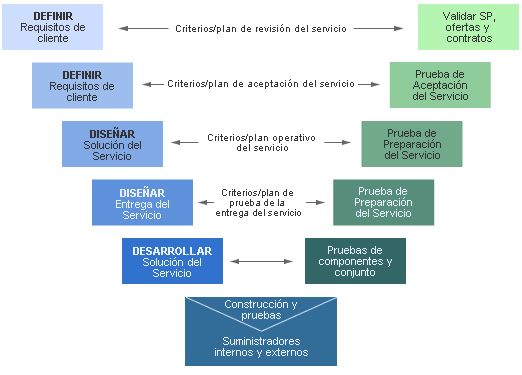 DEFINIR
Requisitos de
cliente
Criterios/plan de revisión del servicio
Validar SP,
ofertas y
contratos
DEFINIR
Requisitos de
cliente
Criterios/plan de aceptación del servicio
Prueba de
Aceptación
del Servicio
DISEÑAR
Solución del
Servicio
Criterios/plan operativo
del servicio
Prueba de
Preparación
del Servicio
DISEÑAR
Entrega del
Servicio
Criterios/plan de
prueba de la
entrega del servicio
Prueba de
Preparación
del Servicio
DESARROLLAR
Solución del
Servicio
Pruebas de
componentes y
conjunto
Construcción y
pruebas
Suministradores
internos y externos